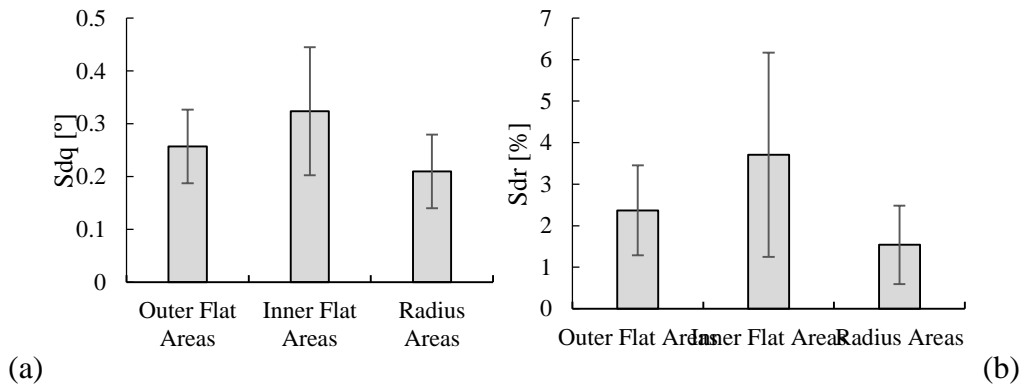 0.5
0.4
0.3
0.2
0.1
0
Sdq [º]
Outer Flat Areas
Inner Flat Areas
Radius Areas
(a)
7
6
5
4
3
2
1
0
Sdr [%]
Outer Flat Areas
Inner Flat Areas
Radius Areas
(b)